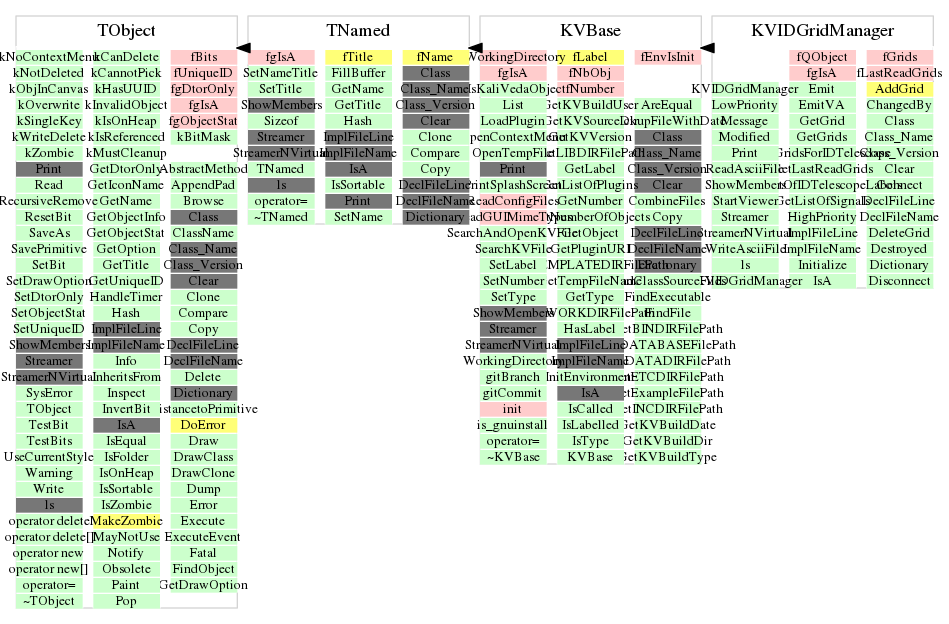 TObject
kNoContextMenu
kNotDeleted
kObjInCanvas
kOverwrite
kSingleKey
kWriteDelete
kZombie
Print
Read
RecursiveRemove
ResetBit
SaveAs
SavePrimitive
SetBit
SetDrawOption
SetDtorOnly
SetObjectStat
SetUniqueID
ShowMembers
Streamer
StreamerNVirtual
SysError
TObject
TestBit
TestBits
UseCurrentStyle
Warning
Write
ls
operator delete
operator delete[]
operator new
operator new[]
operator=
~TObject
kCanDelete
kCannotPick
kHasUUID
kInvalidObject
kIsOnHeap
kIsReferenced
kMustCleanup
GetDtorOnly
GetIconName
GetName
GetObjectInfo
GetObjectStat
GetOption
GetTitle
GetUniqueID
HandleTimer
Hash
ImplFileLine
ImplFileName
Info
InheritsFrom
Inspect
InvertBit
IsA
IsEqual
IsFolder
IsOnHeap
IsSortable
IsZombie
MakeZombie
MayNotUse
Notify
Obsolete
Paint
Pop
fBits
fUniqueID
fgDtorOnly
fgIsA
fgObjectStat
kBitMask
AbstractMethod
AppendPad
Browse
Class
ClassName
Class_Name
Class_Version
Clear
Clone
Compare
Copy
DeclFileLine
DeclFileName
Delete
Dictionary
DoError
Draw
DrawClass
DrawClone
Dump
Error
Execute
ExecuteEvent
Fatal
FindObject
GetDrawOption
TNamed
fgIsA
SetNameTitle
SetTitle
ShowMembers
Sizeof
Streamer
StreamerNVirtual
TNamed
ls
operator=
~TNamed
fTitle
FillBuffer
GetName
GetTitle
Hash
ImplFileLine
ImplFileName
IsA
IsSortable
Print
SetName
fName
Class
Class_Name
Class_Version
Clear
Clone
Compare
Copy
DeclFileLine
DeclFileName
Dictionary
KVBase
WorkingDirectory
fgIsA
IsKaliVedaObject
List
LoadPlugin
OpenContextMenu
OpenTempFile
Print
PrintSplashScreen
ReadConfigFiles
SearchAndOpenKVFile
SearchKVFile
SetLabel
SetNumber
SetType
ShowMembers
Streamer
StreamerNVirtual
WorkingDirectory
gitBranch
gitCommit
init
is_gnuinstall
operator=
~KVBase
fLabel
fNbObj
fNumber
GetKVBuildUser
GetKVSourceDir
GetKVVersion
GetLabel
GetListOfPlugins
GetNumber
GetNumberOfObjects
GetObject
GetPluginURI
GetTempFileName
GetType
HasLabel
ImplFileLine
ImplFileName
InitEnvironment
IsA
IsCalled
IsLabelled
IsType
KVBase
fEnvIsInit
AreEqual
BackupFileWithDate
Class
Class_Name
Class_Version
Clear
CombineFiles
Copy
DeclFileLine
DeclFileName
Dictionary
FindExecutable
FindFile
GetBINDIRFilePath
GetDATABASEFilePath
GetDATADIRFilePath
GetETCDIRFilePath
GetExampleFilePath
GetINCDIRFilePath
GetKVBuildDate
GetKVBuildDir
GetKVBuildType
KVIDGridManager
KVIDGridManager
LowPriority
Message
Modified
Print
ReadAsciiFile
ShowMembers
StartViewer
Streamer
StreamerNVirtual
WriteAsciiFile
ls
~KVIDGridManager
fQObject
fgIsA
Emit
EmitVA
GetGrid
GetGrids
GetGridsForIDTelescope
GetListOfSignals
HighPriority
ImplFileLine
ImplFileName
Initialize
IsA
fGrids
fLastReadGrids
AddGrid
ChangedBy
Class
Class_Name
Class_Version
Clear
Connect
DeclFileLine
DeclFileName
DeleteGrid
Destroyed
Dictionary
Disconnect